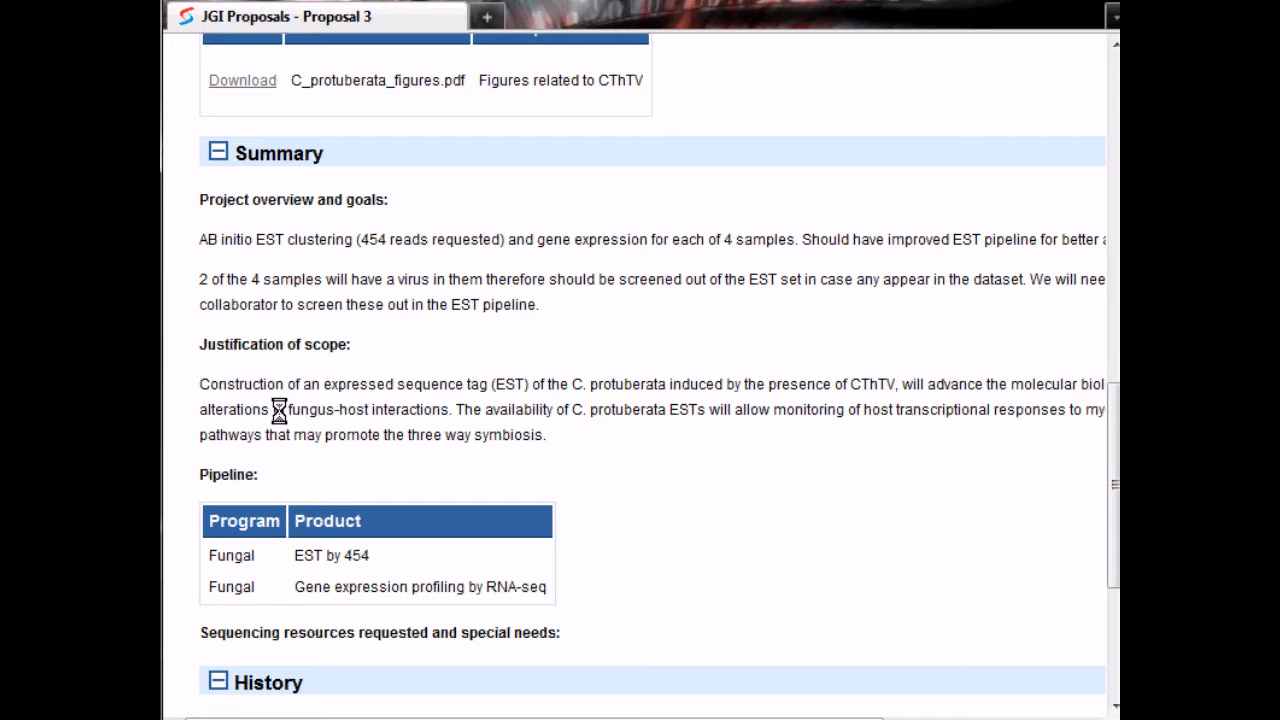 JGI Proposals - Proposal 3
Download C_protuberata_figures.pdf Figures related to CThTV
Summary
Project overview and goals:
AB initio EST clustering (454 reads requested) and gene expression for each of 4 samples. Should have improved EST pipeline for better
2 of the 4 samples will have a virus in them therefore should be screened out of the EST set in case any appear in the dataset. We will nee
collaborator to screen these out in the EST pipeline.
Justification of scope:
Construction of an expressed sequence tag (EST) of the C. protuberata induced by the presence of CThTV, will advance the molecular biol
alterations fungus-host interactions. The availability of C. protuberata ESTs will allow monitoring of host transcriptional responses to my
pathways that may promote the three way symbiosis.
Pipeline:
Program Product
Fungal EST by 454
Fungal Gene expression profiling by RNA-seq
Sequencing resources requested and special needs:
History